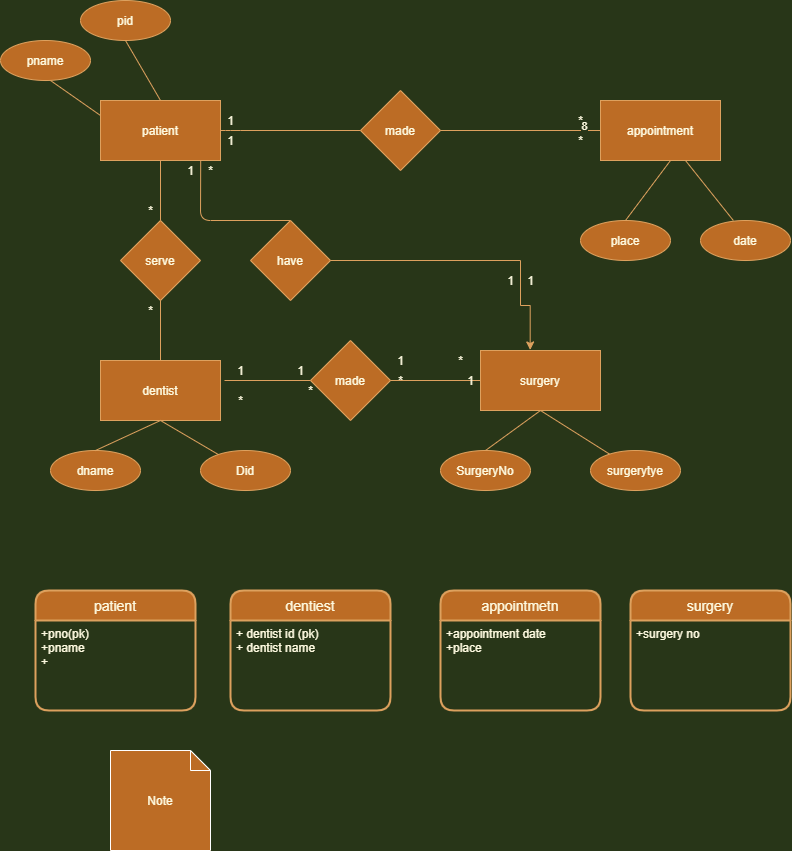 pid
pname
patient
1
1
made
*
8
*
appointment
1
*
*
place
date
serve
have
1
1
*
1
1
1
*
dentist
*
*
made
*
1
surgery
dname
Did
SurgeryNo
surgerytye
patient
+pno(pk)
+pname
+
dentiest
+ dentist id (pk)
+ dentist name
appointmetn
+appointment date
+place
surgery
+surgery no
Note